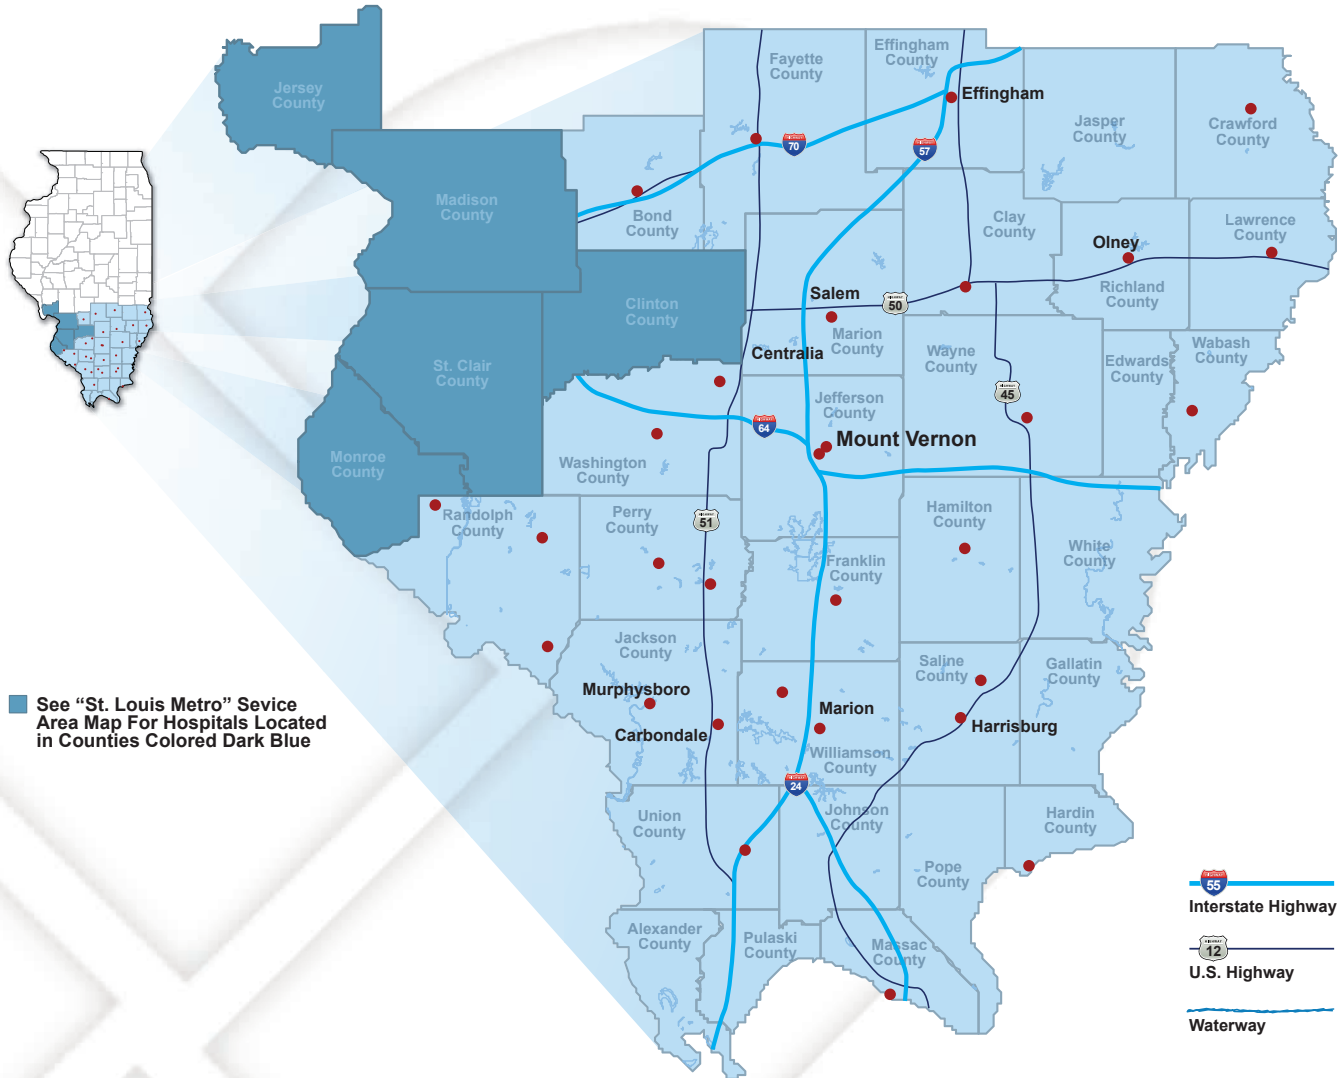 Jersey
County
Madison
County
Fayette
County
Effingham
County
Effingham
Jasper
County
Crawford
County
70
57
Bond
County
Clay
County
Lawrence
County
Olney
Richland
County
Clinton
County
Salem
HIGHWAY
50
Marion
County
Centralia
Wayne
County
Edwards
County
Wabash
County
St. Clair
County
Jefferson
County
HIGHWAY
45
64
Mount Vernon
Monroe
County
Washington
County
Randolph
County
Perry
County
HIGHWAY
51
Hamilton
County
White
County
Franklin
County
Jackson
County
Saline
County
Gallatin
County
Murphysboro
Marion
Carbondale
Harrisburg
Williamson
County
24
See “St. Louis Metro” Sevice
Area Map For Hospitals Located
in Counties Colored Dark Blue
Union
County
Johnson
County
Hardin
County
Pope
County
Alexander
County
Pulaski
County
Massac
County
55
Interstate Highway
HIGHWAY
12
U.S. Highway
Waterway